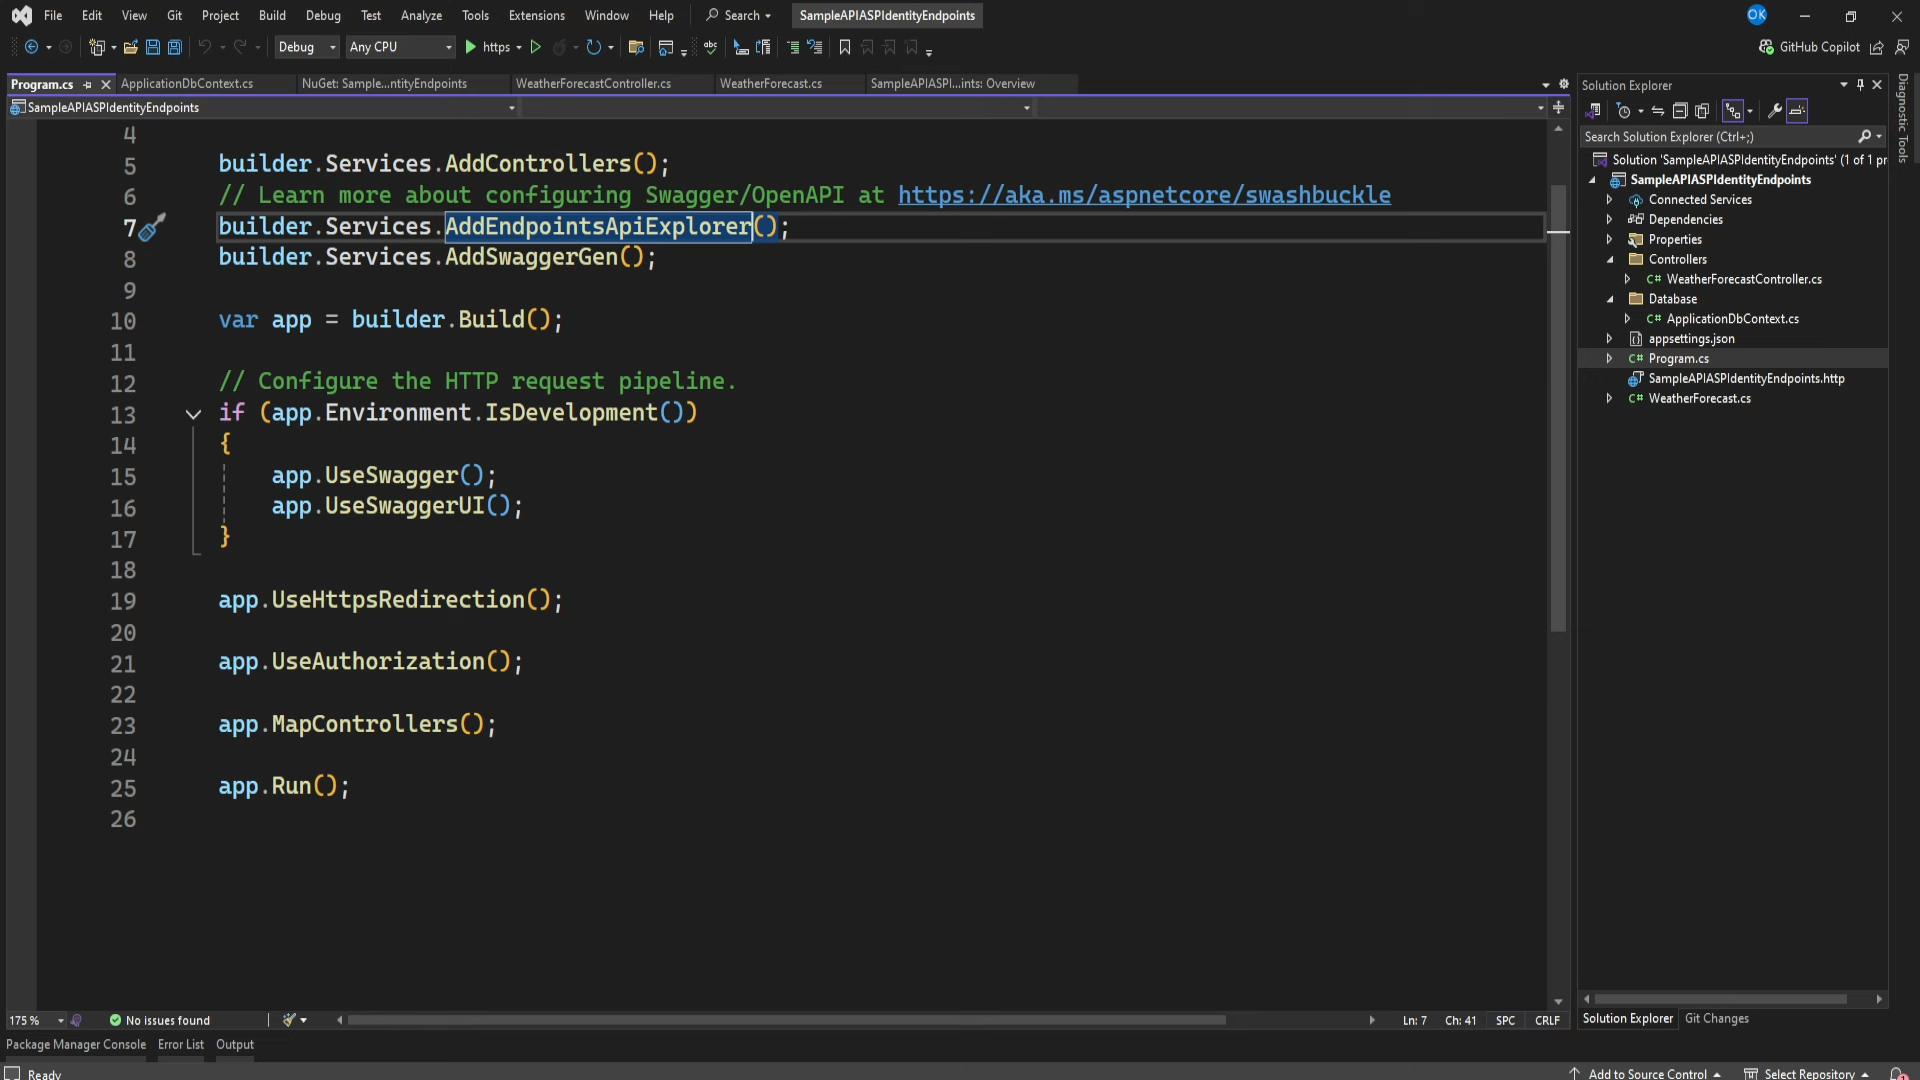 File Edit View Git Project Build Debug Test Analyze Tools Extensions Window Help Search SampleAPIASPIdentityEndpoints OK
Debug Any CPU https GitHub Copilot
Program.cs ApplicationDbContext.cs NuGet: Sample...ntityEndpoints WeatherForecastController.cs WeatherForecast.cs SampleAPIASPI...ints: Overview
SampleAPIASPIdentityEndpoints
4
5 builder.Services.AddControllers();
6 // Learn more about configuring Swagger/OpenAPI at https://aka.ms/aspnetcore/swashbuckle
7 builder.Services.AddEndpointsApiExplorer();
8 builder.Services.AddSwaggerGen();
9
10 var app = builder.Build();
11
12 // Configure the HTTP request pipeline.
13 if (app.Environment.IsDevelopment())
14 {
15 app.UseSwagger();
16 app.UseSwaggerUI();
17 }
18
19 app.UseHttpsRedirection();
20
21 app.UseAuthorization();
22
23 app.MapControllers();
24
25 app.Run();
26
175 % No issues found Ln: 7 Ch: 41 SPC CRLF
Package Manager Console Error List Output
Ready Add to Source Control Select Repository
Solution Explorer
Search Solution Explorer (Ctrl+;)
Solution 'SampleAPIASPIdentityEndpoints' (1 of 1 pr
SampleAPIASPIdentityEndpoints
Connected Services
Dependencies
Properties
Controllers
C# WeatherForecastController.cs
Database
C# ApplicationDbContext.cs
appsettings.json
C# Program.cs
SampleAPIASPIdentityEndpoints.http
C# WeatherForecast.cs
Solution Explorer Git Changes
Diagnostic Tools